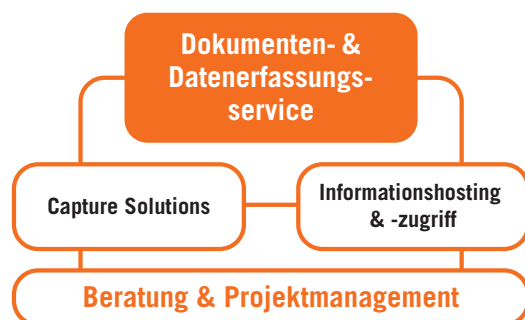 Dokumenten- &
Datenerfassungs-
service
Capture Solutions
Informationshosting
& -zugriff
Beratung & Projektmanagement